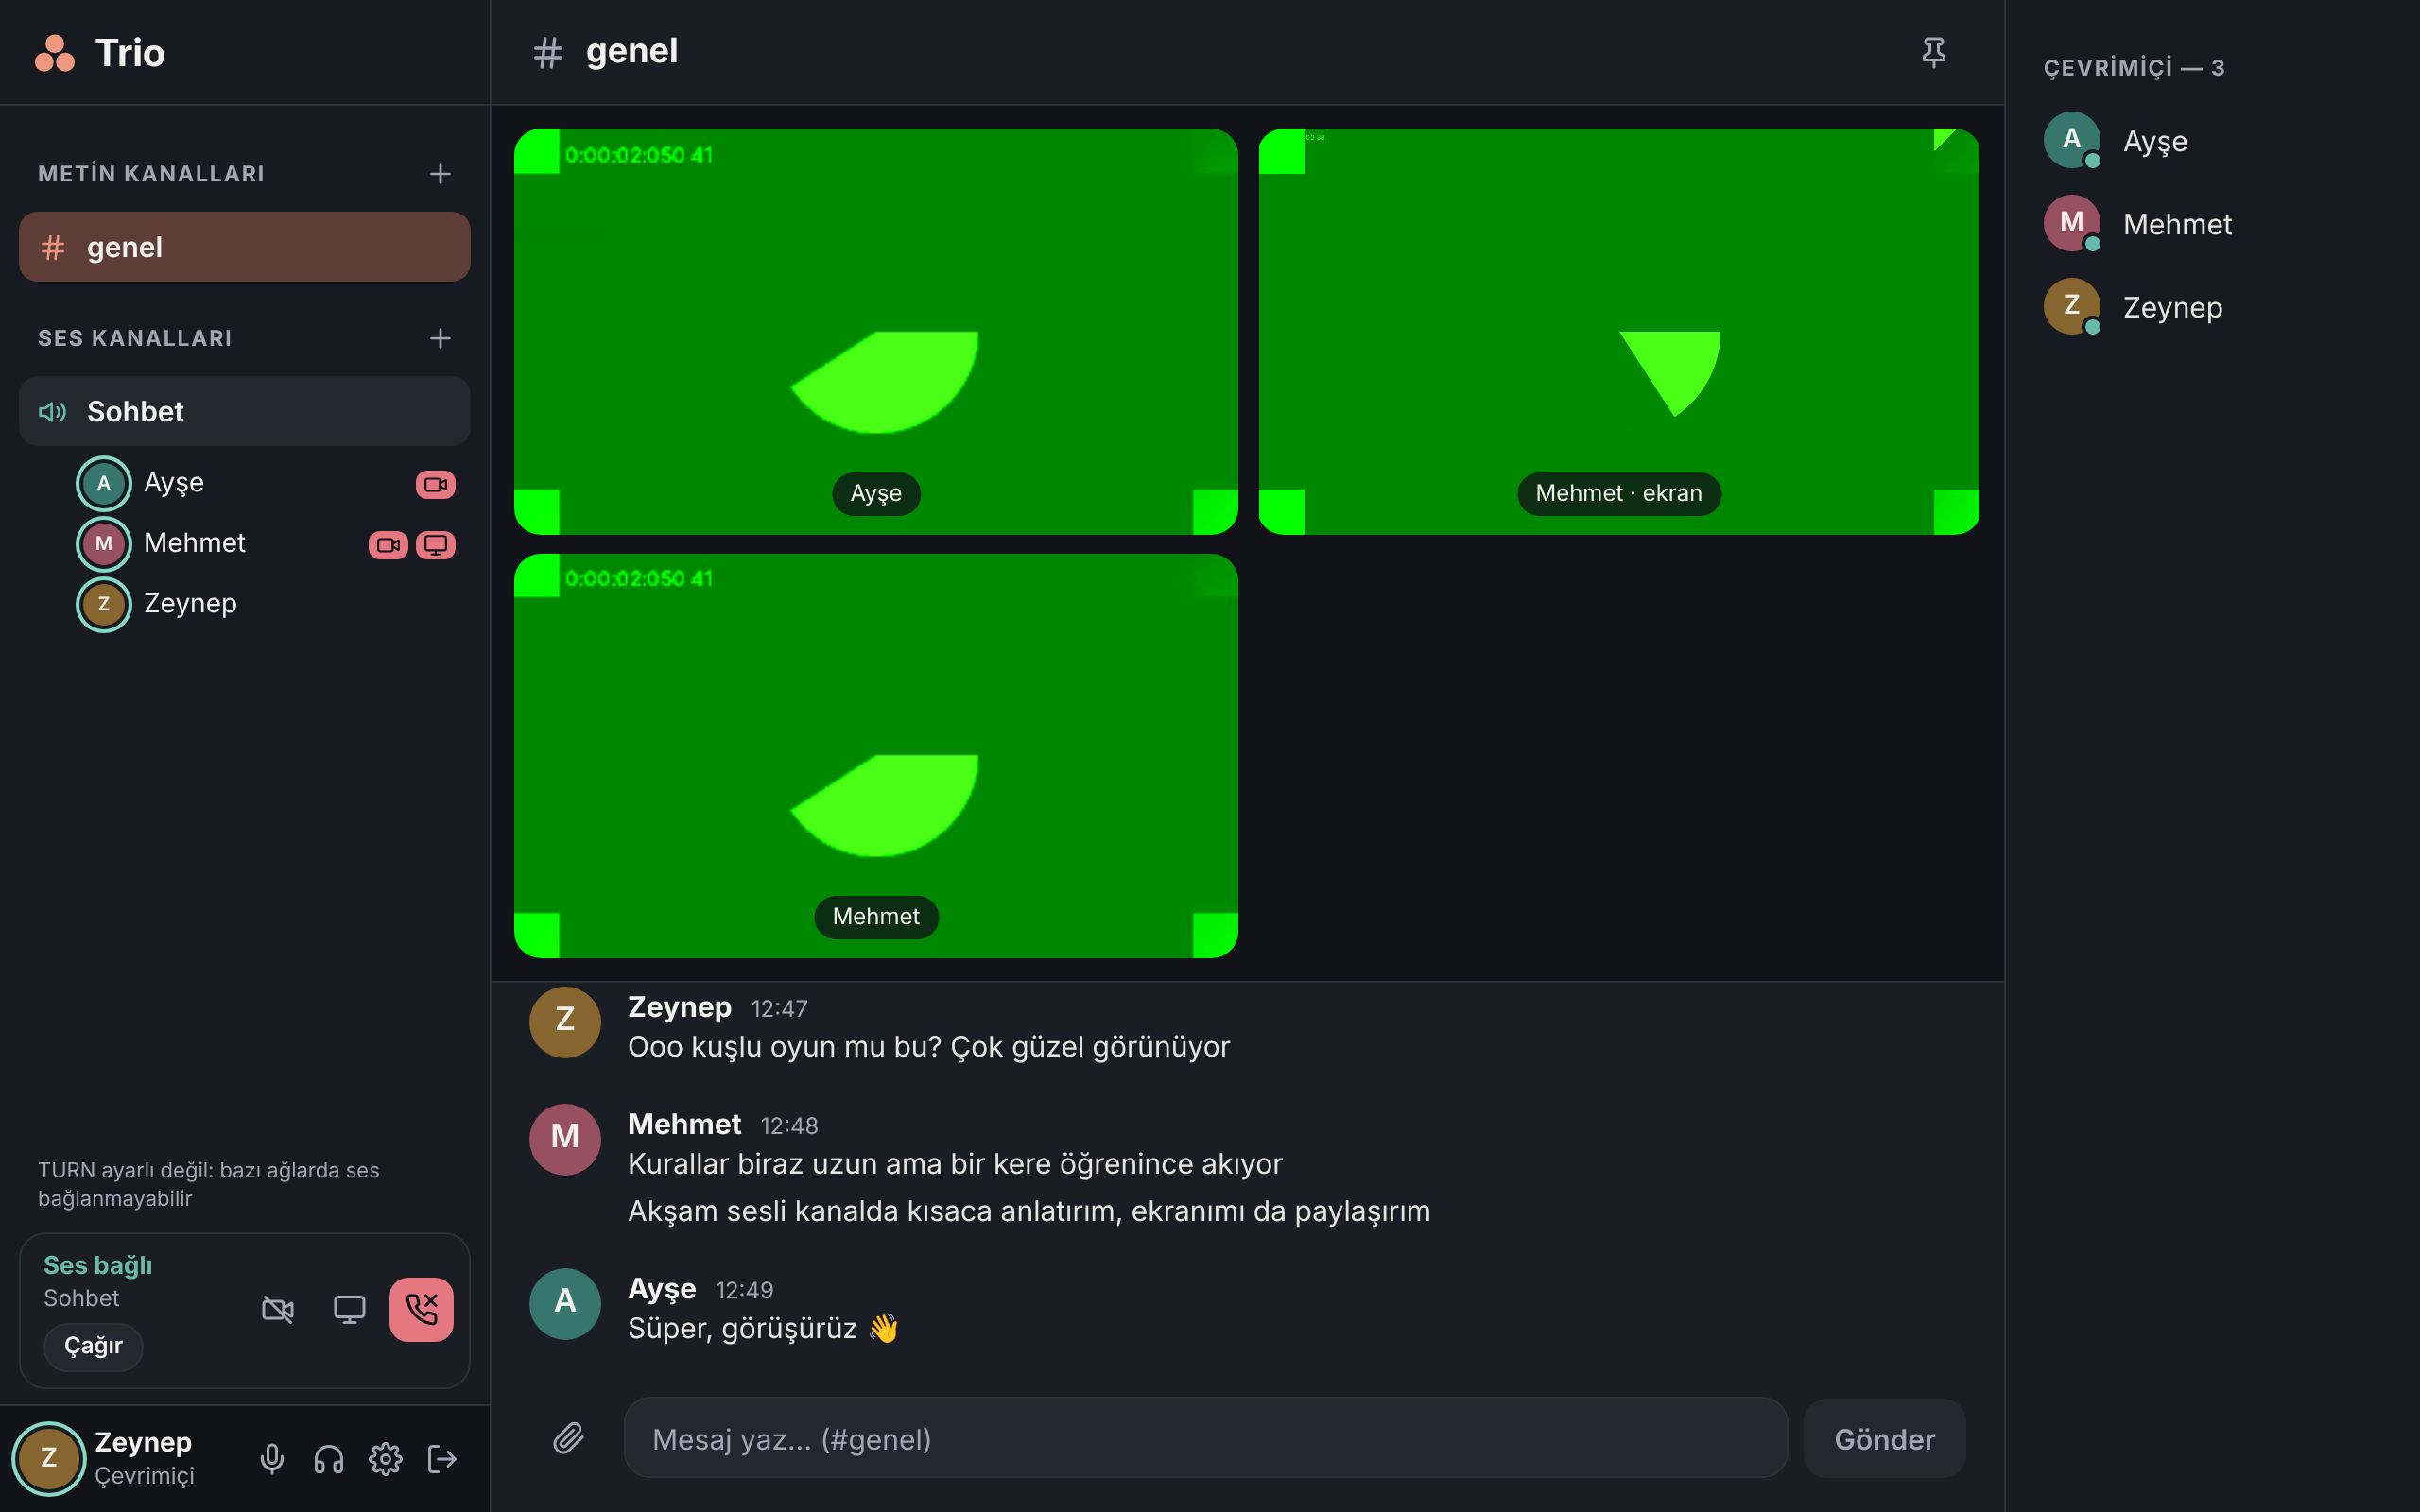 Trio
METİN KANALLARI
genel
SES KANALLARI
Sohbet
A Ayşe
M Mehmet
Z Zeynep
TURN ayarlı değil: bazı ağlarda ses
bağlanmayabilir
Ses bağlı
Sohbet
Çağır
Z Zeynep
Çevrimiçi
# genel
0:00:02:050 41
Ayşe
Mehmet · ekran
0:00:02:050 41
Mehmet
Z Zeynep 12:47
Ooo kuşlu oyun mu bu? Çok güzel görünüyor
M Mehmet 12:48
Kurallar biraz uzun ama bir kere öğrenince akıyor
Akşam sesli kanalda kısaca anlatırım, ekranımı da paylaşırım
A Ayşe 12:49
Süper, görüşürüz 👋
Mesaj yaz... (#genel)
Gönder
ÇEVRİMİÇİ — 3
A Ayşe
M Mehmet
Z Zeynep